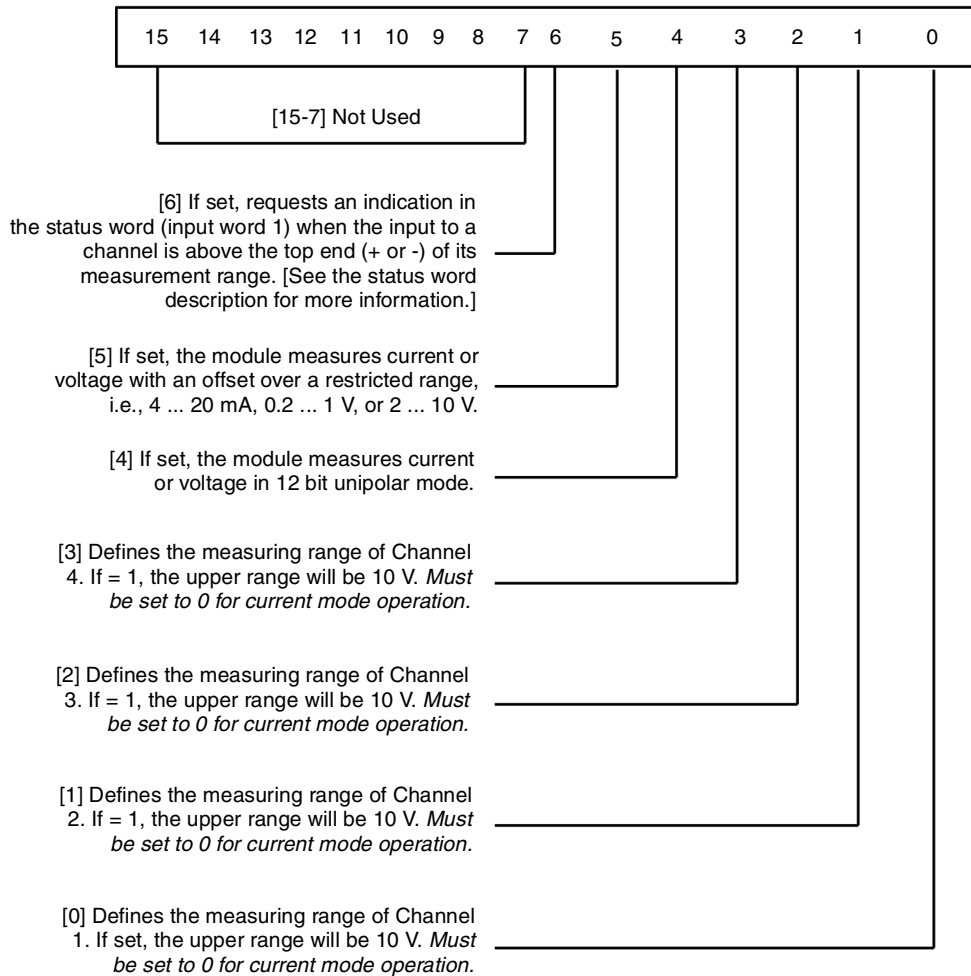 15 14 13 12 11 10 9 8 7 6 5 4 3 2 1 0
[15-7] Not Used
[6] If set, requests an indication in
the status word (input word 1) when the input to a
channel is above the top end (+ or -) of its
measurement range. [See the status word
description for more information.]
[5] If set, the module measures current or
voltage with an offset over a restricted range,
i.e., 4 ... 20 mA, 0.2 ... 1 V, or 2 ... 10 V.
[4] If set, the module measures current
or voltage in 12 bit unipolar mode.
[3] Defines the measuring range of Channel
4. If = 1, the upper range will be 10 V. Must
be set to 0 for current mode operation.
[2] Defines the measuring range of Channel
3. If = 1, the upper range will be 10 V. Must
be set to 0 for current mode operation.
[1] Defines the measuring range of Channel
2. If = 1, the upper range will be 10 V. Must
be set to 0 for current mode operation.
[0] Defines the measuring range of Channel
1. If set, the upper range will be 10 V. Must
be set to 0 for current mode operation.